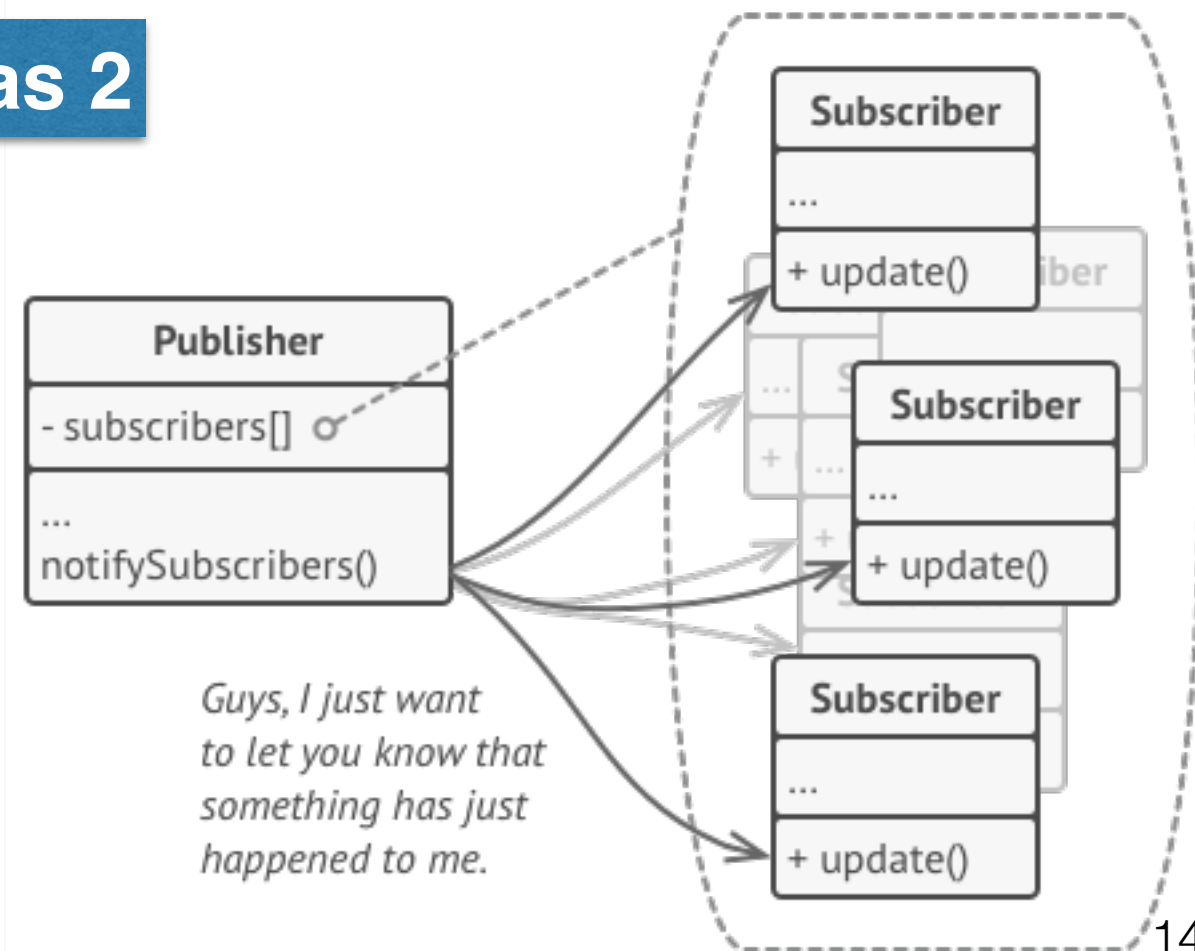 as 2
Publisher
- subscribers[]
...
notifySubscribers()
Guys, I just want
to let you know that
something has just
happened to me.
Subscriber
...
+ update()
iber
...
+
S
...
+
Subscriber
...
+ update()
Subscriber
...
+ update()
14